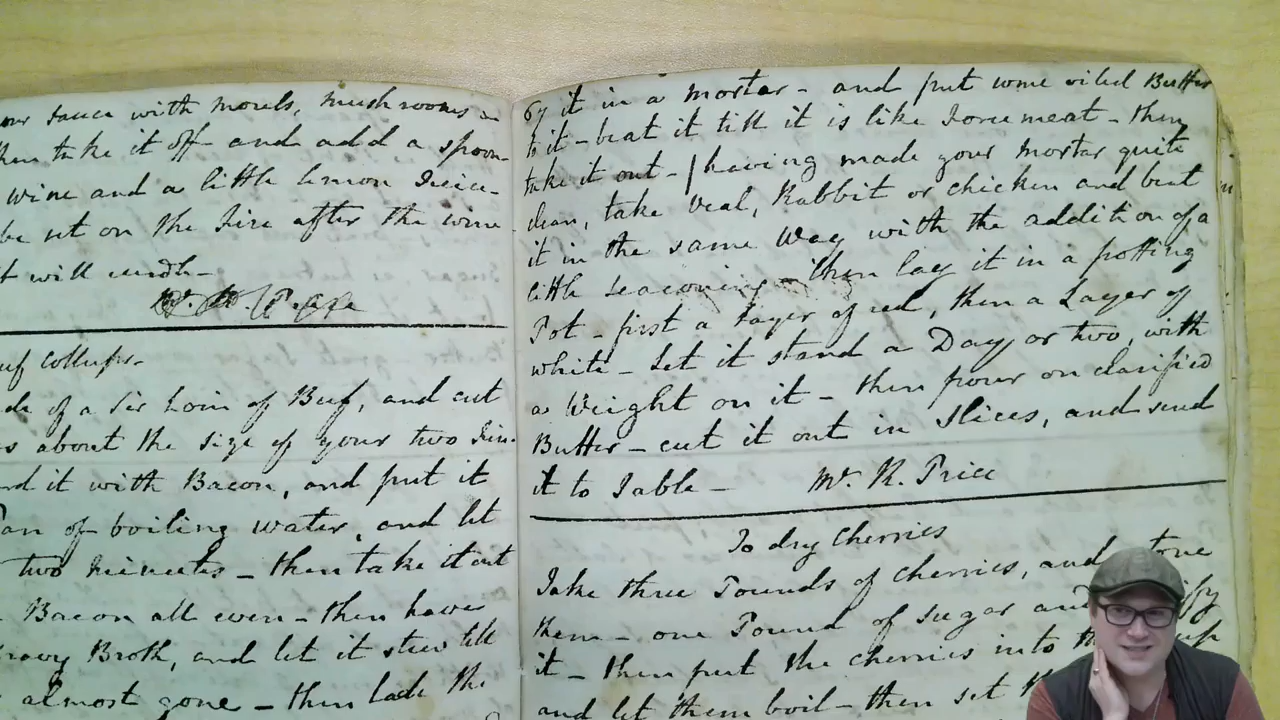 sauce with morels, mushrooms
then take it off and add a spoon-
wine and a little lemon Juice-
be set on the Fire after the wine
t will curdle-
eef Collups-
de of a Sir Loin of Beef, and cut
s about the size of your two Fin-
rd it with Bacon, and put it
Pan of boiling water, and let
two Minutes - then take it out
Bacon all over - then have
Gravy Broth, and let it stew till
almost gone - then lade the
by it in a Mortar - and put some oiled Butter
to it - beat it till it is like Force meat - then
take it out - / having made your Mortar quite
clean, take Veal, Rabbit or Chicken and beat
it in the same Way with the addition of a
little seasoning - Then lay it in a potting
Pot - first a Layer of red, then a Layer of
white - Let it stand a Day or two, with
a Weight on it - then pour on clarified
Butter - cut it out in Slices, and send
it to Table - Mr. R. Price
To dry Cherries
Take three Pounds of Cherries, and stone
them - one Pound of Sugar and
it - then put the Cherries into the
and let them boil - then set